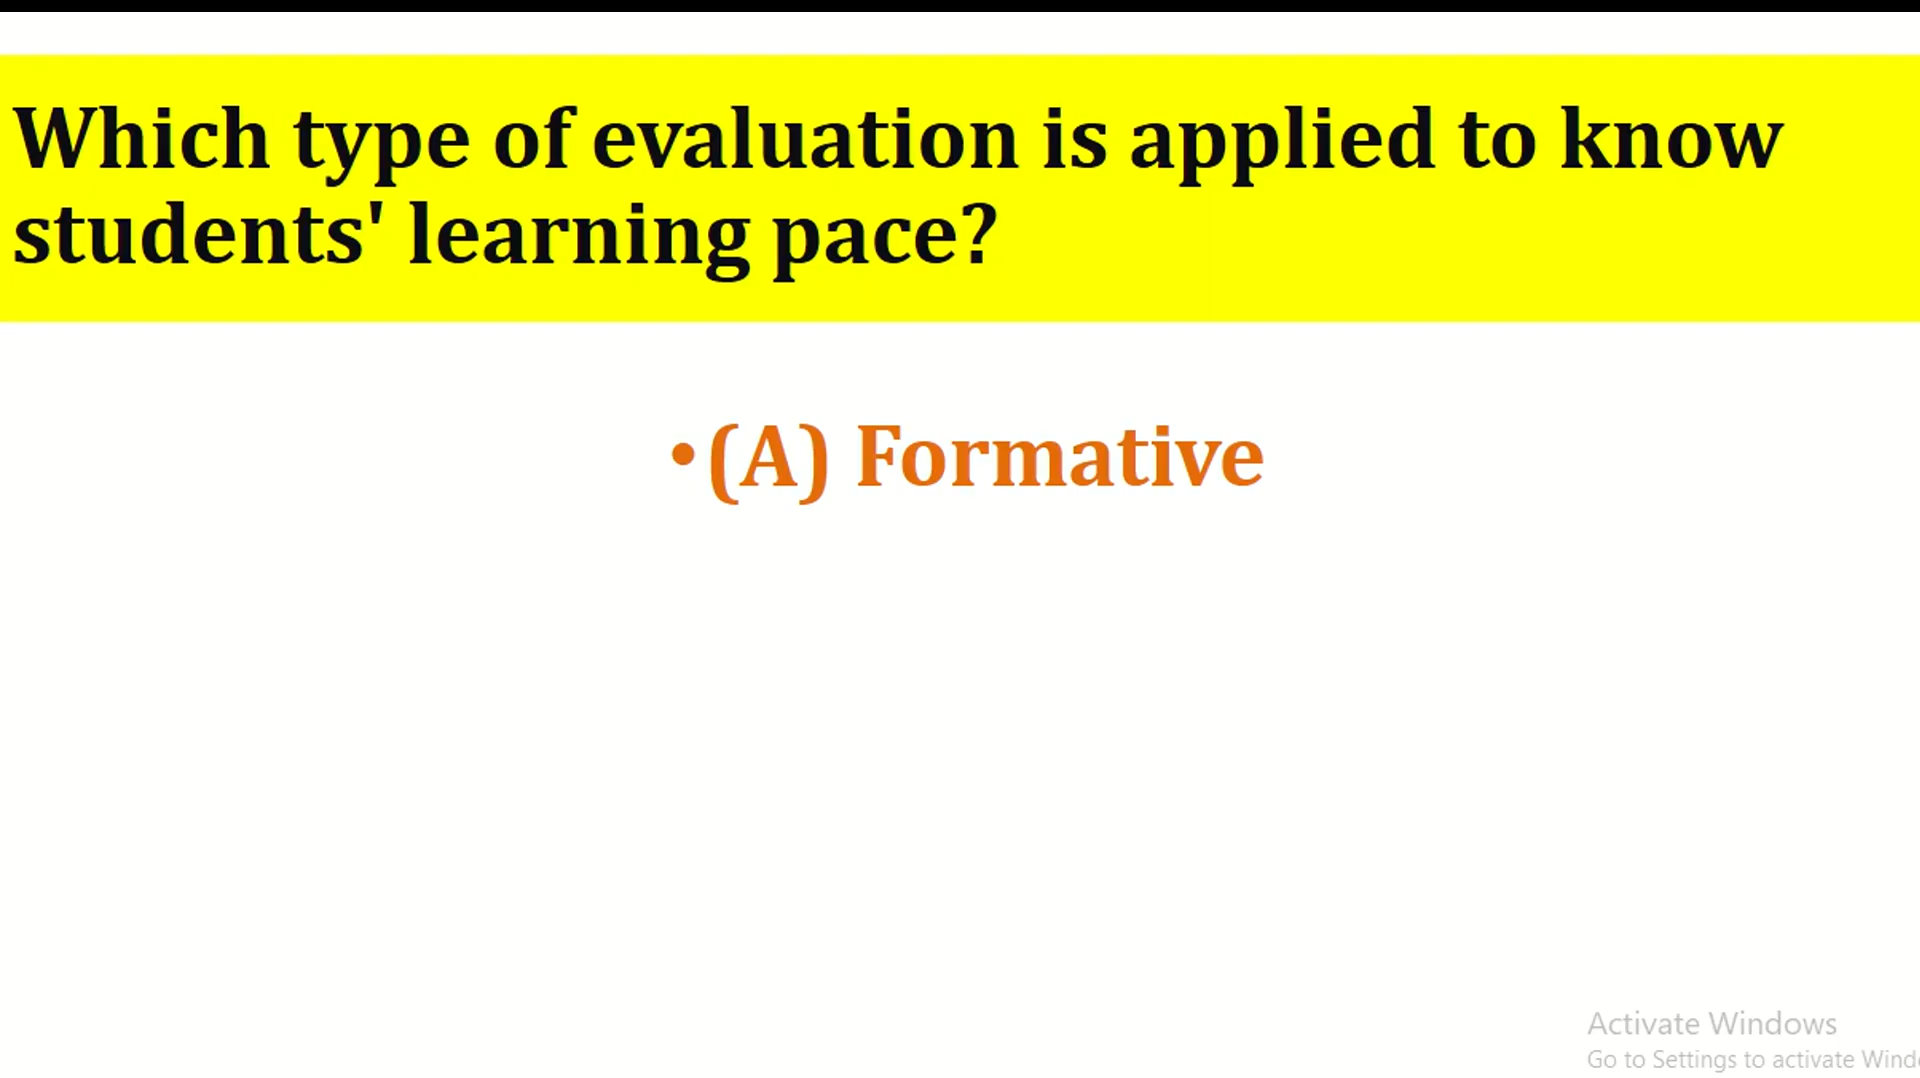 Which type of evaluation is applied to know
students' learning pace?
•(A) Formative
Activate Windows
Go to Settings to activate